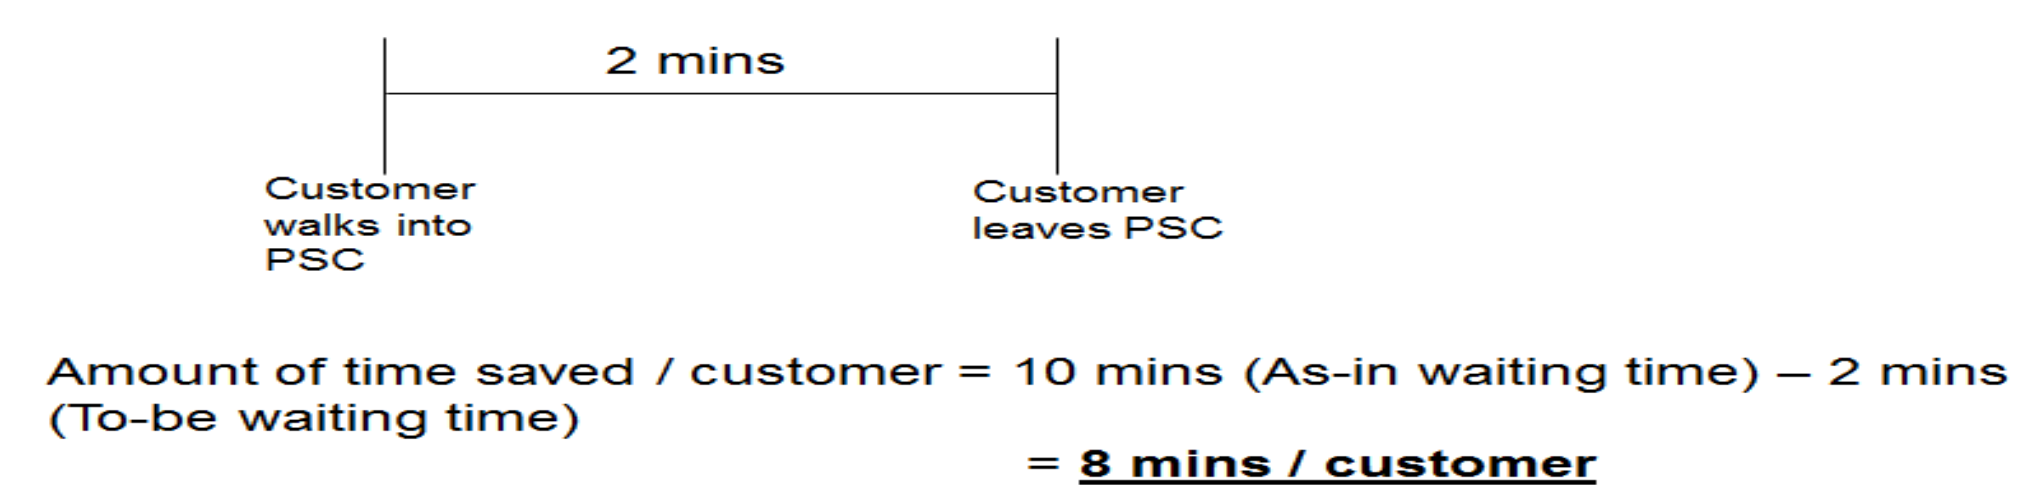 2 mins
Customer
walks into
PSC
Customer
leaves PSC
Amount of time saved / customer = 10 mins (As-in waiting time) – 2 mins
(To-be waiting time)
= 8 mins / customer